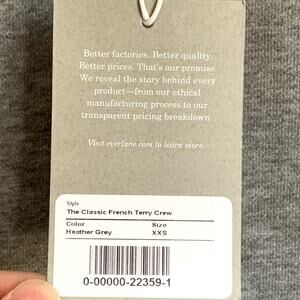 Better factories. Better quality.
Better prices. That's our promise.
We reveal the story behind every
product—from our ethical
manufacturing process to our
transparent pricing breakdown.
Visit everlane.com to learn more.
Style
The Classic French Terry Crew
Color Size
Heather Grey XXS
0-00000-22359-1